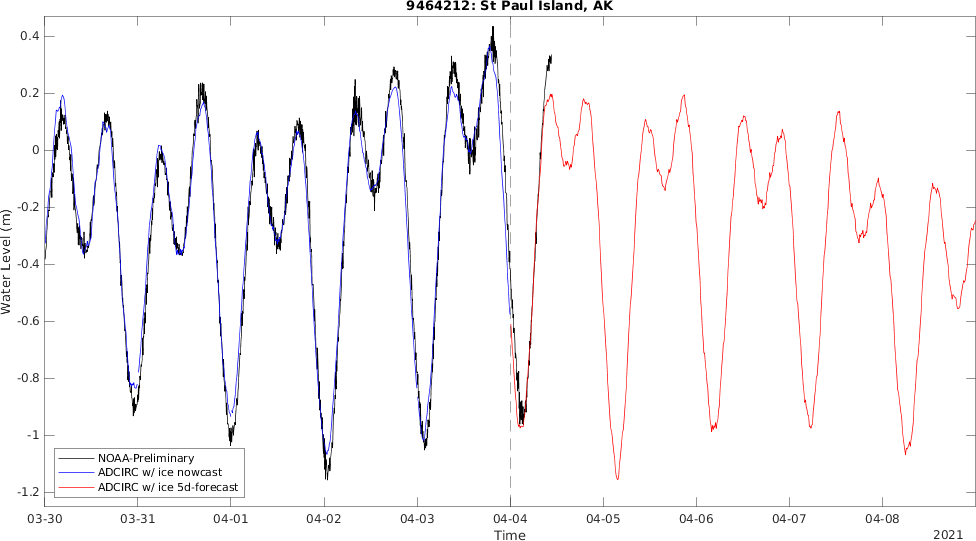 9464212: St Paul Island, AK
0.4
0.2
0
-0.2
-0.4
-0.6
-0.8
-1
-1.2
Water Level (m)
NOAA-Preliminary
ADCIRC w/ ice nowcast
ADCIRC w/ ice 5d-forecast
03-30 03-31 04-01 04-02 04-03 04-04 04-05 04-06 04-07 04-08
Time
2021